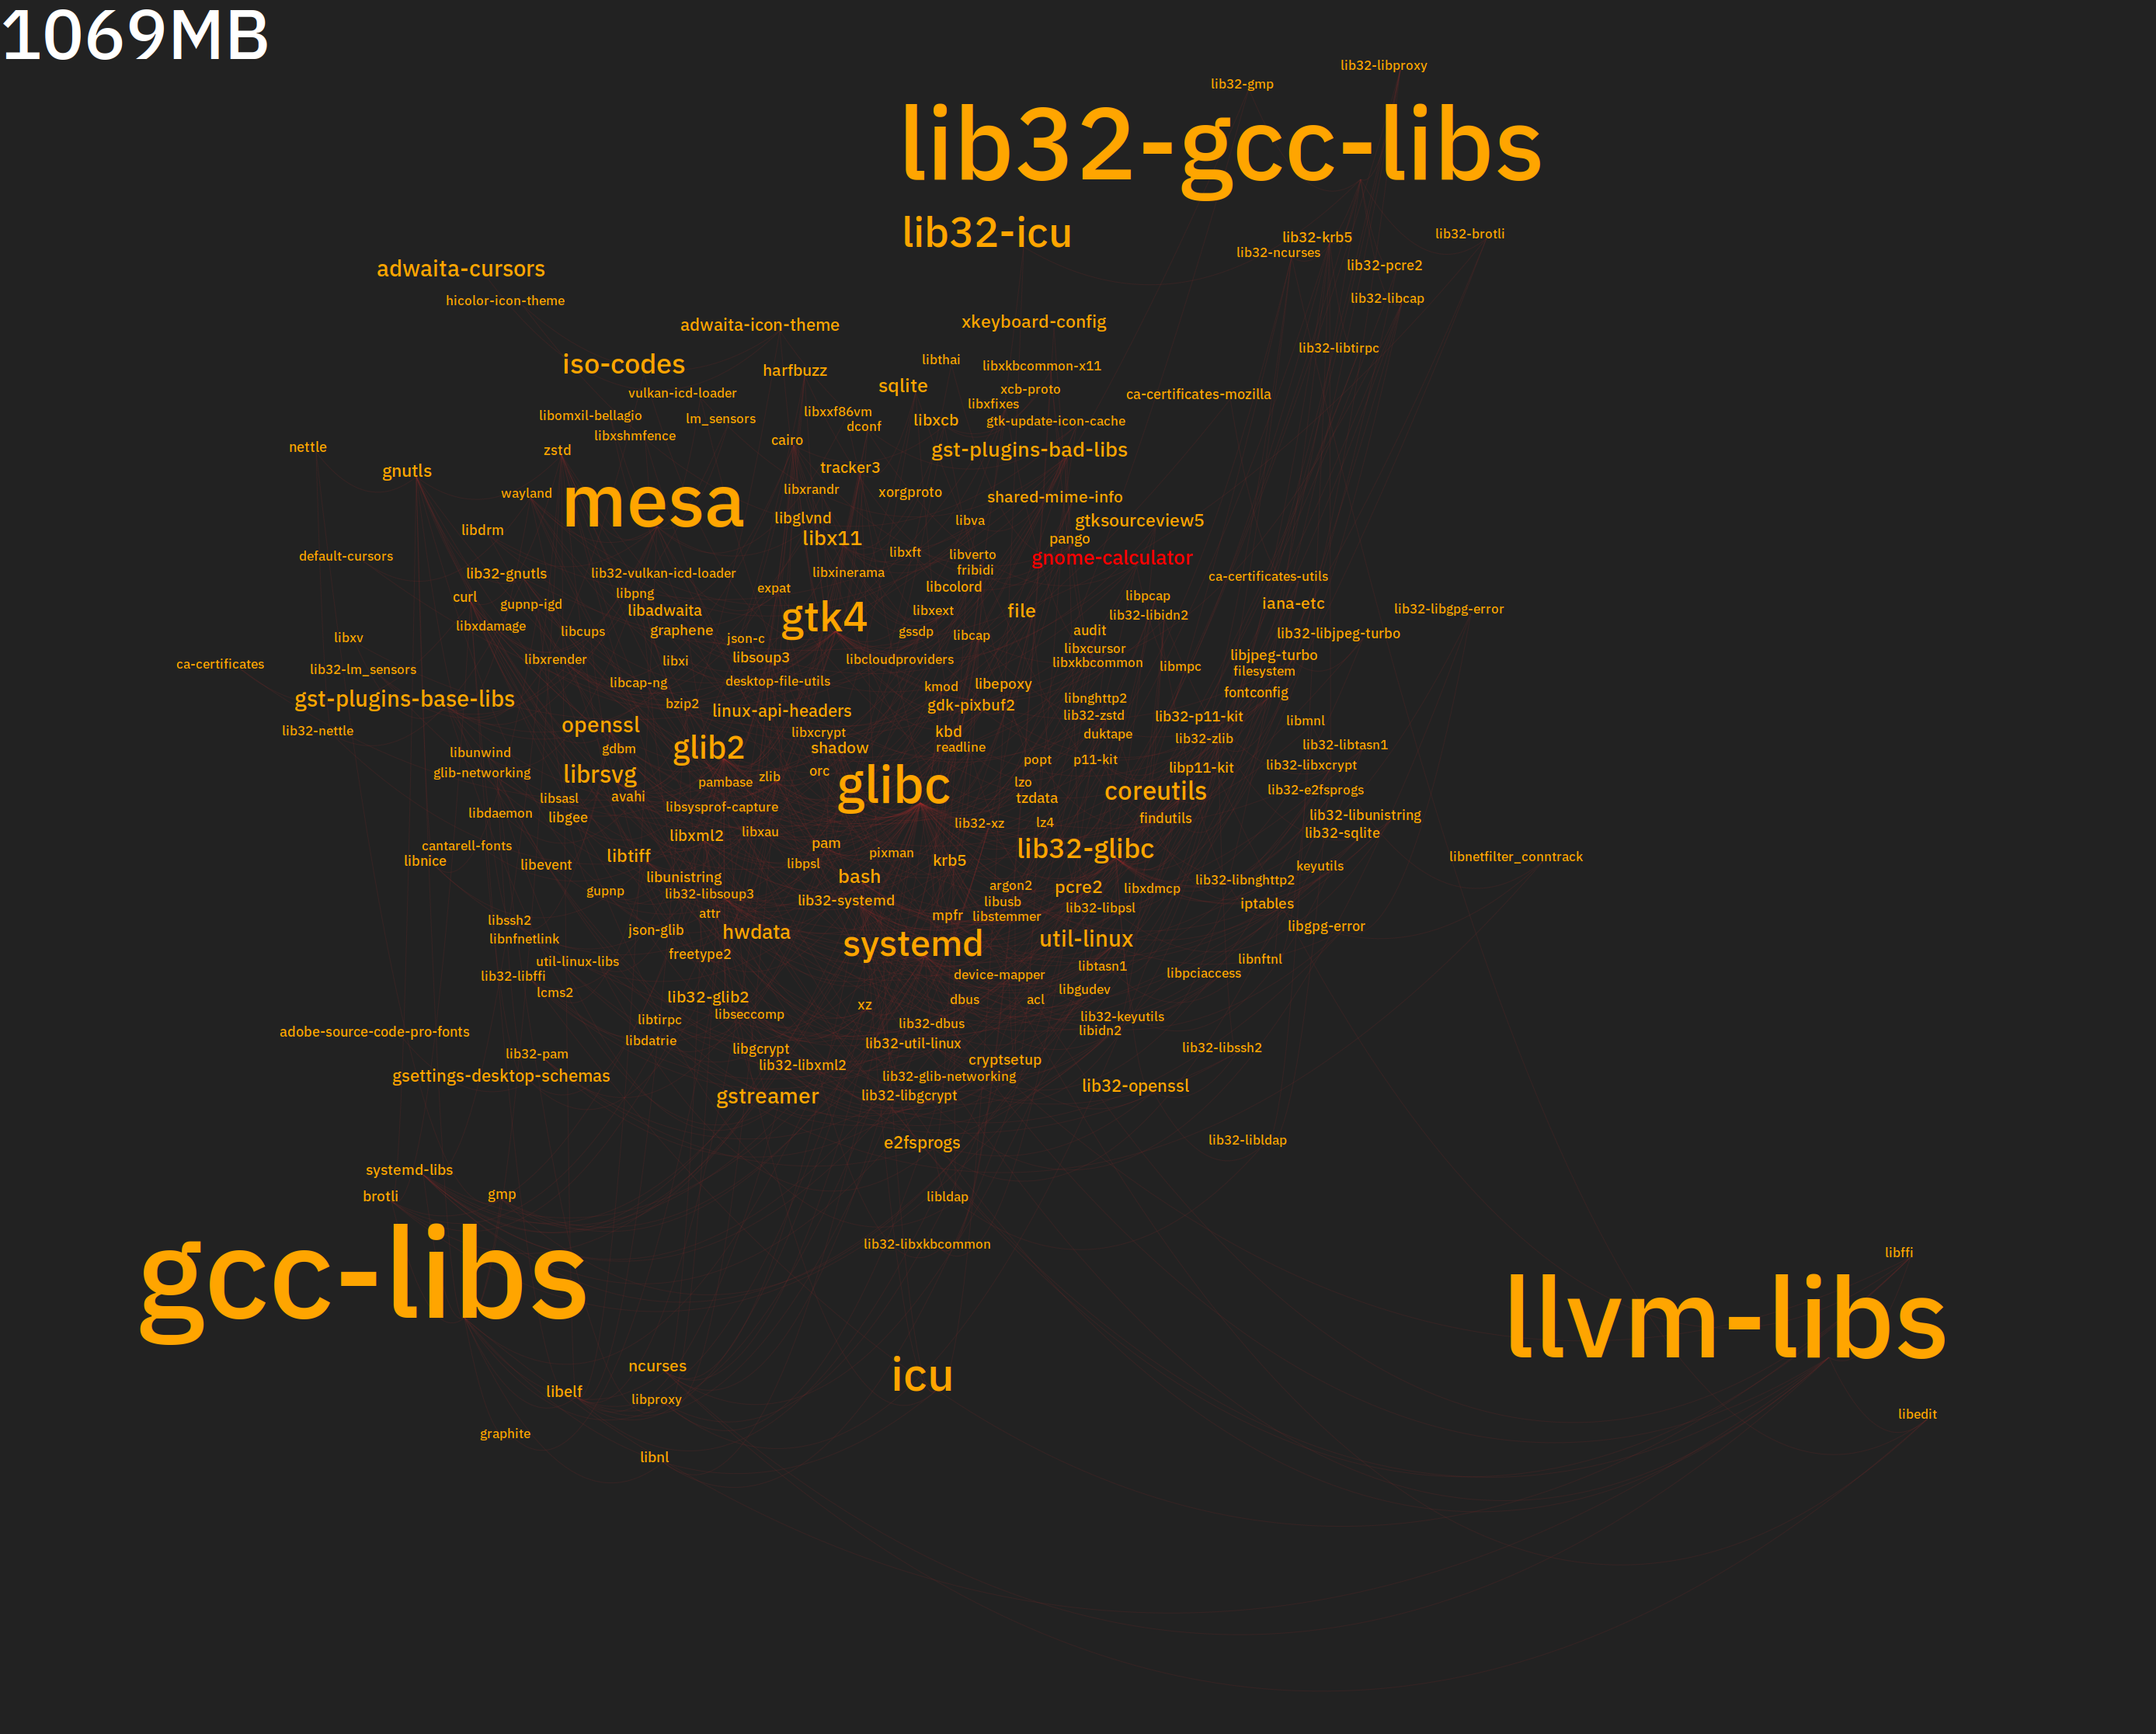 1069MB
lib32-libproxy
lib32-gmp
lib32-gcc-libs
lib32-icu
lib32-krb5
lib32-brotli
lib32-ncurses
lib32-pcre2
adwaita-cursors
hicolor-icon-theme
lib32-libcap
adwaita-icon-theme
xkeyboard-config
lib32-libtirpc
iso-codes
harfbuzz
libthai
libxkbcommon-x11
sqlite
vulkan-icd-loader
xcb-proto
ca-certificates-mozilla
libxfixes
libomxil-bellagio
lm_sensors
libxxf86vm
dconf
libxcb
gtk-update-icon-cache
libxshmfence
cairo
nettle
zstd
gst-plugins-bad-libs
gnutls
tracker3
wayland
mesa
libxrandr
xorgproto
shared-mime-info
libdrm
libglvnd
libva
gtksourceview5
libx11
pango
default-cursors
libxft
libverto
gnome-calculator
lib32-gnutls
lib32-vulkan-icd-loader
libxinerama
fribidi
ca-certificates-utils
expat
libcolord
curl
gupnp-igd
libpng
libpcap
libadwaita
gtk4
libxext
file
lib32-libidn2
iana-etc
lib32-libgpg-error
libxdamage
libcups
graphene
json-c
gssdp
libcap
audit
lib32-libjpeg-turbo
libxv
libxcursor
ca-certificates
lib32-lm_sensors
libxrender
libxi
libsoup3
libcloudproviders
libxkbcommon
libmpc
libjpeg-turbo
filesystem
libcap-ng
desktop-file-utils
kmod
libepoxy
fontconfig
gst-plugins-base-libs
bzip2
linux-api-headers
gdk-pixbuf2
libnghttp2
lib32-nettle
openssl
libxcrypt
kbd
lib32-zstd
lib32-p11-kit
libmnl
duktape
lib32-zlib
libunwind
gdbm
glib2
shadow
readline
lib32-libtasn1
glib-networking
librsvg
pambase
zlib
orc
glibc
popt
p11-kit
libp11-kit
lib32-libxcrypt
lzo
libsasl
avahi
libsysprof-capture
tzdata
coreutils
lib32-e2fsprogs
libdaemon
libgee
lib32-xz
lz4
findutils
lib32-libunistring
libxml2
libxau
lib32-sqlite
cantarell-fonts
pam
libnice
libevent
libtiff
libpsl
pixman
krb5
lib32-glibc
libnetfilter_conntrack
keyutils
gupnp
libunistring
bash
lib32-libsoup3
argon2
pcre2
libxdmcp
lib32-libnghttp2
lib32-systemd
libusb
lib32-libpsl
iptables
attr
mpfr
libstemmer
libssh2
libnfnetlink
json-glib
hwdata
systemd
util-linux
libgpg-error
freetype2
util-linux-libs
lib32-libffi
device-mapper
libtasn1
libpciaccess
libnftnl
lcms2
lib32-glib2
xz
dbus
acl
libgudev
libtirpc
libseccomp
lib32-dbus
lib32-keyutils
adobe-source-code-pro-fonts
libdatrie
libidn2
lib32-pam
libgcrypt
lib32-util-linux
lib32-libssh2
lib32-libxml2
cryptsetup
gsettings-desktop-schemas
lib32-glib-networking
gstreamer
lib32-libgcrypt
lib32-openssl
e2fsprogs
lib32-libldap
systemd-libs
brotli
gmp
libldap
gcc-libs
lib32-libxkbcommon
libffi
llvm-libs
ncurses
icu
libelf
libproxy
libedit
graphite
libnl